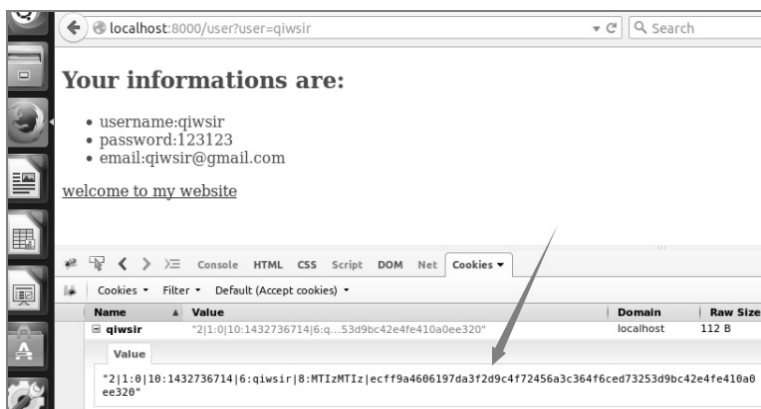 localhost:8000/user?user=qiwsir
Search
Your informations are:
username:qiwsir
password:123123
email:qiwsir@gmail.com
welcome to my website
Console HTML CSS Script DOM Net Cookies
Cookies Filter Default (Accept cookies)
Name Value Domain Raw Size
qiwsir "2|1:0|10:1432736714|6:q...53d9bc42e4fe410a0ee320" localhost 112 B
Value
"2|1:0|10:1432736714|6:qiwsir|8:MTIzMTIz|ecff9a4606197da3f2d9c4f72456a3c364f6ced73253d9bc42e4fe410a0
ee320"